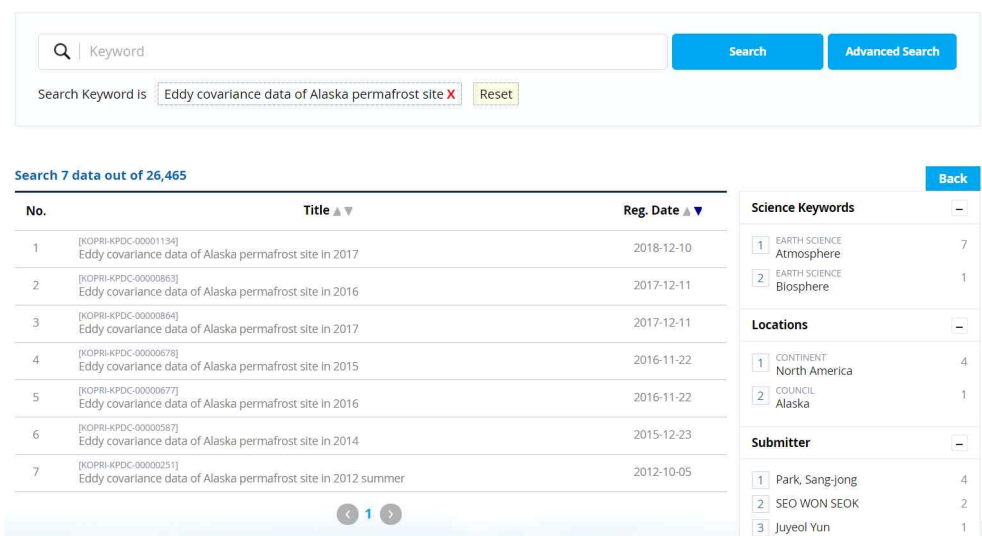 Keyword
Search
Advanced Search
Search Keyword is Eddy covariance data of Alaska permafrost site X Reset
Search 7 data out of 26,465
Back
No. Title ▲▼ Reg. Date ▲▼
1 [KOPRI-KPDC-00001134] Eddy covariance data of Alaska permafrost site in 2017 2018-12-10
2 [KOPRI-KPDC-00000863] Eddy covariance data of Alaska permafrost site in 2016 2017-12-11
3 [KOPRI-KPDC-00000864] Eddy covariance data of Alaska permafrost site in 2017 2017-12-11
4 [KOPRI-KPDC-00000678] Eddy covariance data of Alaska permafrost site in 2015 2016-11-22
5 [KOPRI-KPDC-00000677] Eddy covariance data of Alaska permafrost site in 2016 2016-11-22
6 [KOPRI-KPDC-00000587] Eddy covariance data of Alaska permafrost site in 2014 2015-12-23
7 [KOPRI-KPDC-00000251] Eddy covariance data of Alaska permafrost site in 2012 summer 2012-10-05
‹ 1 ›
Science Keywords –
1 EARTH SCIENCE Atmosphere 7
2 EARTH SCIENCE Biosphere 1
Locations –
1 CONTINENT North America 4
2 COUNCIL Alaska 1
Submitter –
1 Park, Sang-jong 4
2 SEO WON SEOK 2
3 Juyeol Yun 1